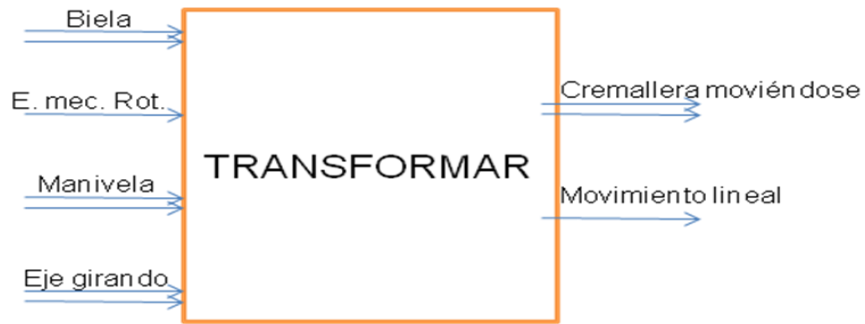 Biela
E. mec. Rot.
Manivela
Eje girando
TRANSFORMAR
Cremallera moviéndose
Movimiento lineal